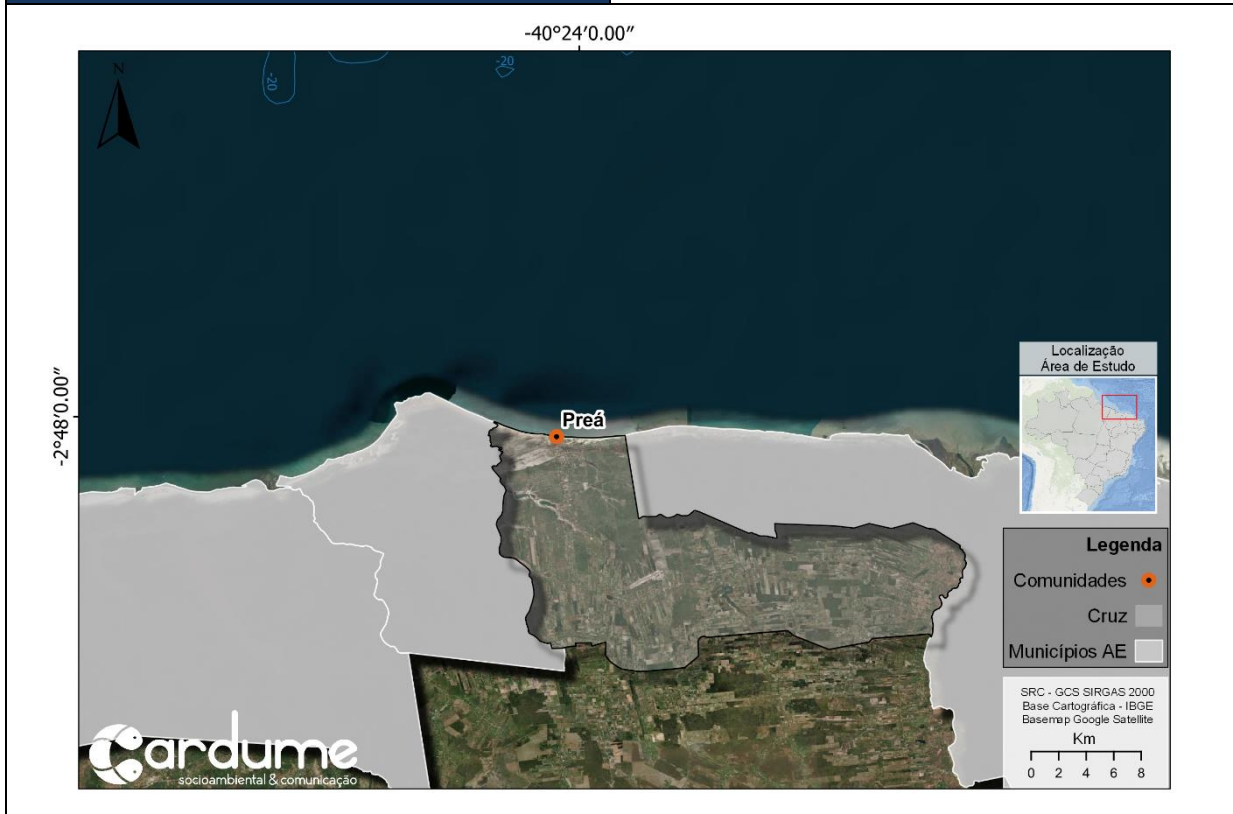 -40°24′0.00″
-20
-20
N
-2°48′0.00″
Preá
Localização
Área de Estudo
Legenda
Comunidades
Cruz
Municípios AE
SRC - GCS SIRGAS 2000
Base Cartográfica - IBGE
Basemap Google Satellite
Km
0 2 4 6 8
Cardume
socioambiental & comunicação